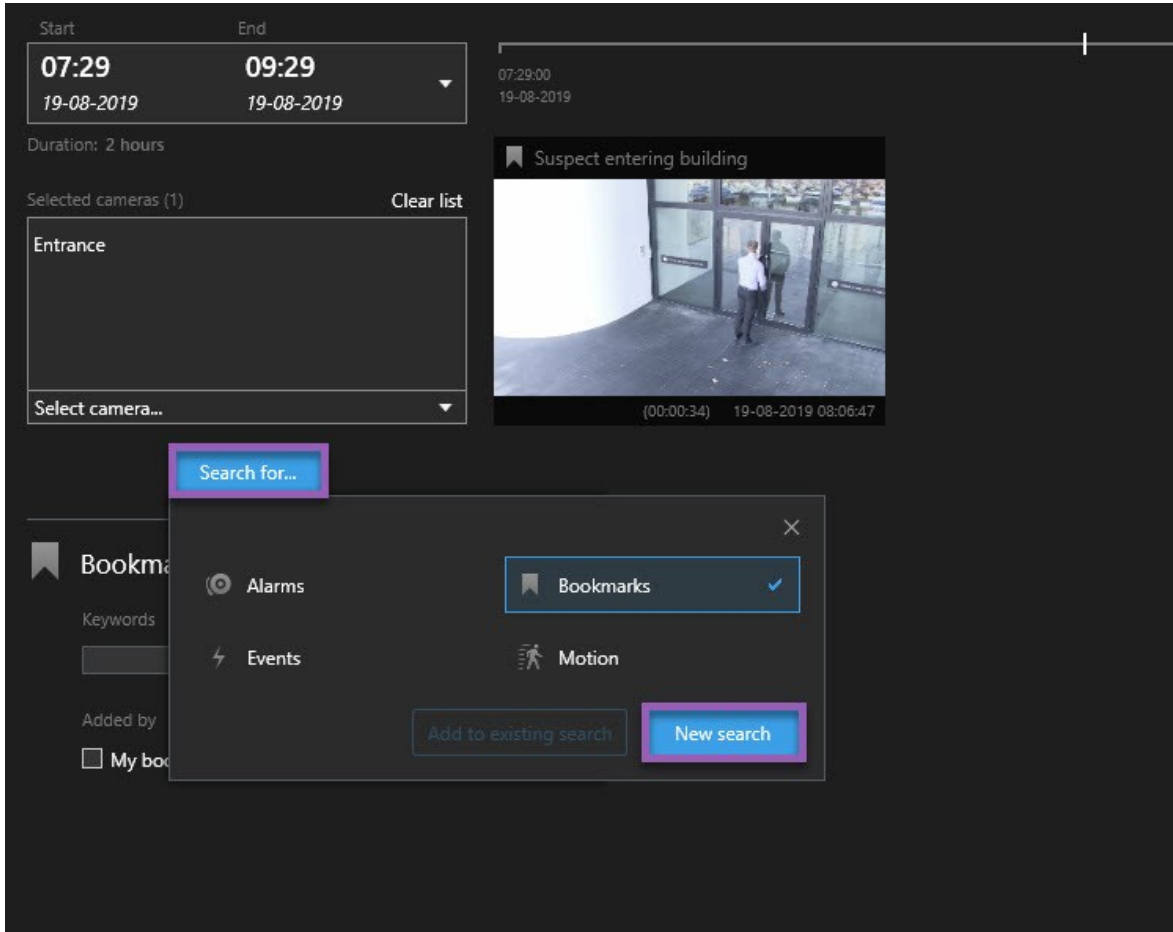 Start End
07:29 09:29
19-08-2019 19-08-2019
Duration: 2 hours
Selected cameras (1) Clear list
Entrance
Select camera...
07:29:00
19-08-2019
Suspect entering building
(00:00:34) 19-08-2019 08:06:47
Search for...
Alarms Bookmarks
Events Motion
Add to existing search New search
Bookma
Keywords
Added by
My boo